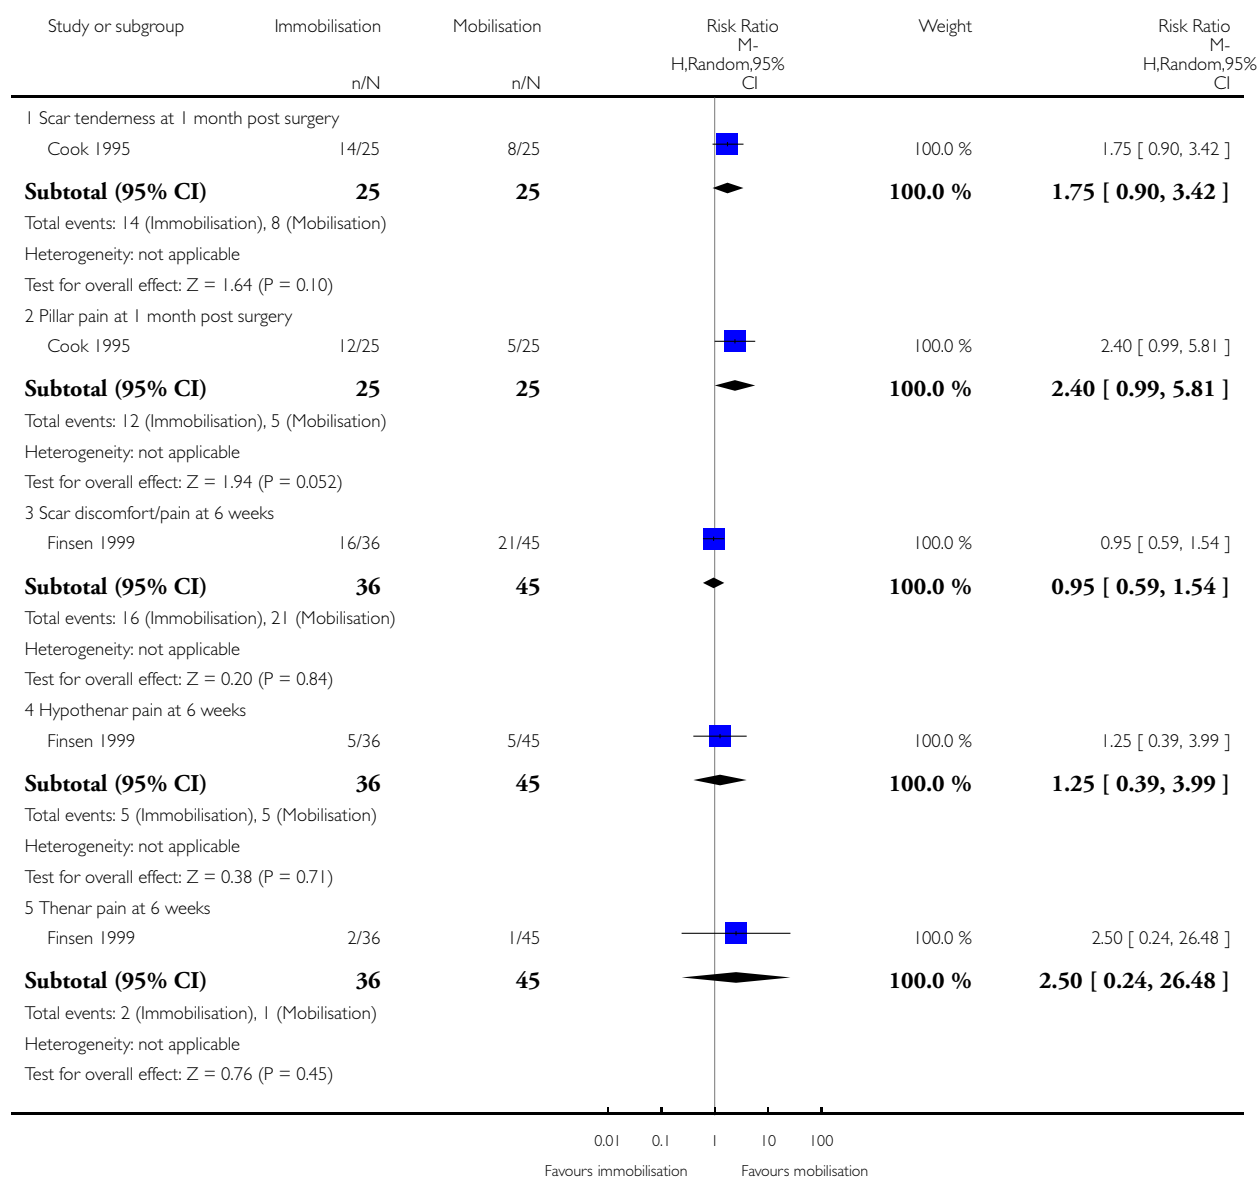 Study or subgroup Immobilisation Mobilisation Risk Ratio Weight Risk Ratio
M- M-
H,Random,95% H,Random,95%
n/N n/N CI CI
1 Scar tenderness at 1 month post surgery
Cook 1995 14/25 8/25 100.0 % 1.75 [ 0.90, 3.42 ]
Subtotal (95% CI) 25 25 100.0 % 1.75 [ 0.90, 3.42 ]
Total events: 14 (Immobilisation), 8 (Mobilisation)
Heterogeneity: not applicable
Test for overall effect: Z = 1.64 (P = 0.10)
2 Pillar pain at 1 month post surgery
Cook 1995 12/25 5/25 100.0 % 2.40 [ 0.99, 5.81 ]
Subtotal (95% CI) 25 25 100.0 % 2.40 [ 0.99, 5.81 ]
Total events: 12 (Immobilisation), 5 (Mobilisation)
Heterogeneity: not applicable
Test for overall effect: Z = 1.94 (P = 0.052)
3 Scar discomfort/pain at 6 weeks
Finsen 1999 16/36 21/45 100.0 % 0.95 [ 0.59, 1.54 ]
Subtotal (95% CI) 36 45 100.0 % 0.95 [ 0.59, 1.54 ]
Total events: 16 (Immobilisation), 21 (Mobilisation)
Heterogeneity: not applicable
Test for overall effect: Z = 0.20 (P = 0.84)
4 Hypothenar pain at 6 weeks
Finsen 1999 5/36 5/45 100.0 % 1.25 [ 0.39, 3.99 ]
Subtotal (95% CI) 36 45 100.0 % 1.25 [ 0.39, 3.99 ]
Total events: 5 (Immobilisation), 5 (Mobilisation)
Heterogeneity: not applicable
Test for overall effect: Z = 0.38 (P = 0.71)
5 Thenar pain at 6 weeks
Finsen 1999 2/36 1/45 100.0 % 2.50 [ 0.24, 26.48 ]
Subtotal (95% CI) 36 45 100.0 % 2.50 [ 0.24, 26.48 ]
Total events: 2 (Immobilisation), 1 (Mobilisation)
Heterogeneity: not applicable
Test for overall effect: Z = 0.76 (P = 0.45)
0.01 0.1 1 10 100
Favours immobilisation Favours mobilisation